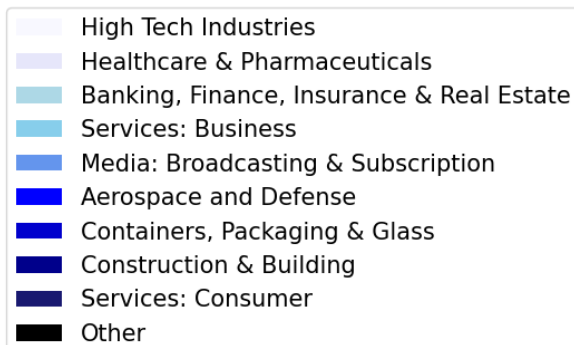 High Tech Industries
Healthcare & Pharmaceuticals
Banking, Finance, Insurance & Real Estate
Services: Business
Media: Broadcasting & Subscription
Aerospace and Defense
Containers, Packaging & Glass
Construction & Building
Services: Consumer
Other